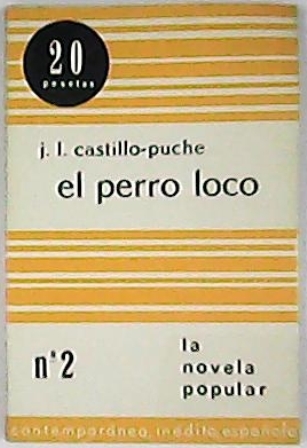 20
pesetas
j. l. castillo-puche
el perro loco
nº2
la
novela
popular
contemporánea, inédita española